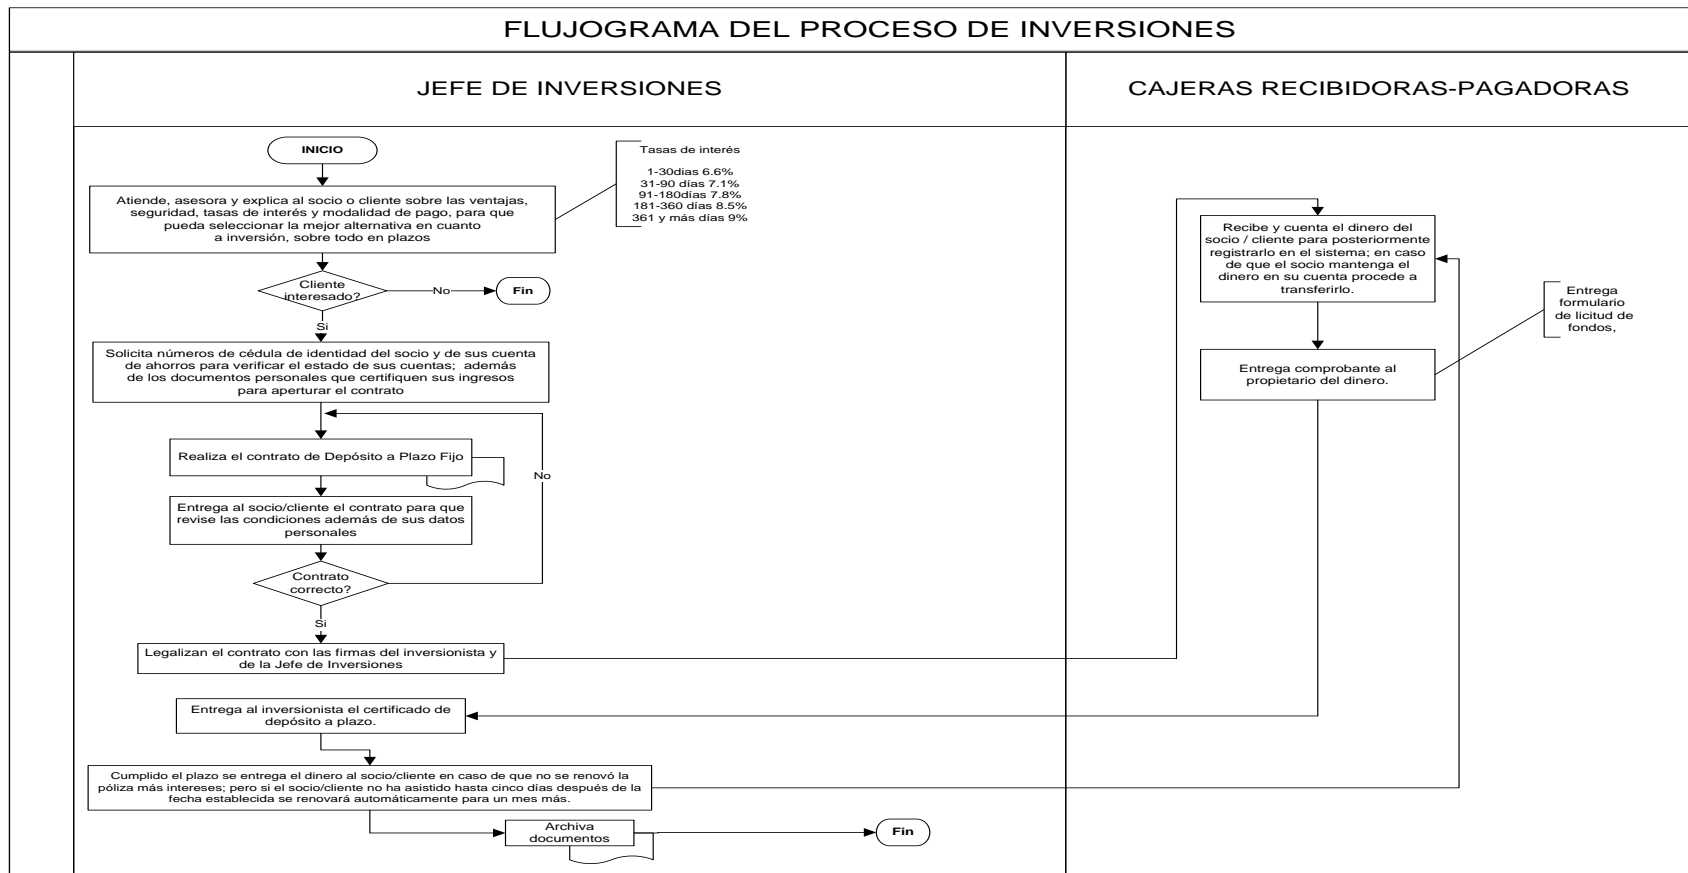 FLUJOGRAMA DEL PROCESO DE INVERSIONES
JEFE DE INVERSIONES
CAJERAS RECIBIDORAS-PAGADORAS
INICIO
Tasas de interés
1-30dias 6.6%
31-90 días 7.1%
91-180días 7.8%
181-360 días 8.5%
361 y más días 9%
Atiende, asesora y explica al socio o cliente sobre las ventajas,
seguridad, tasas de interés y modalidad de pago, para que
pueda seleccionar la mejor alternativa en cuanto
a inversión, sobre todo en plazos
Cliente
interesado?
No
Fin
Si
Solicita números de cédula de identidad del socio y de sus cuenta
de ahorros para verificar el estado de sus cuentas;  además
de los documentos personales que certifiquen sus ingresos
para aperturar el contrato
Realiza el contrato de Depósito a Plazo Fijo
No
Entrega al socio/cliente el contrato para que
revise las condiciones además de sus datos
personales
Contrato
correcto?
Si
Legalizan el contrato con las firmas del inversionista y
de la Jefe de Inversiones
Recibe y cuenta el dinero del
socio / cliente para posteriormente
registrarlo en el sistema; en caso
de que el socio mantenga el
dinero en su cuenta procede a
transferirlo.
Entrega
formulario
de licitud de
fondos,
Entrega comprobante al
propietario del dinero.
Entrega al inversionista el certificado de
depósito a plazo.
Cumplido el plazo se entrega el dinero al socio/cliente en caso de que no se renovó la
póliza más intereses; pero si el socio/cliente no ha asistido hasta cinco días después de la
fecha establecida se renovará automáticamente para un mes más.
Archiva
documentos
Fin